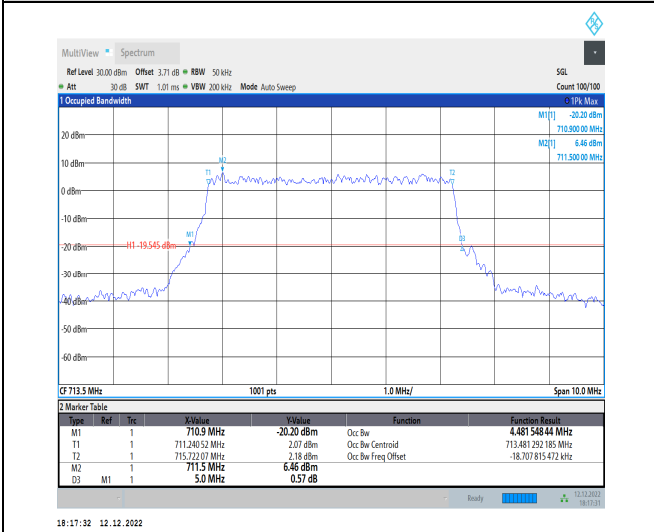 MultiView Spectrum
Ref Level 30.00 dBm Offset 3.71 dB RBW 50 kHz SGL
Att 30 dB SWT 1.01 ms VBW 200 kHz Mode Auto Sweep Count 100/100
1 Occupied Bandwidth 1Pk Max
M1[1] -20.20 dBm
710.900 00 MHz
M2[1] 6.46 dBm
711.500 00 MHz
20 dBm
10 dBm
M2
T1 T2
0 dBm
-10 dBm
M1 D3
-20 dBm H1 -19.545 dBm
-30 dBm
-40 dBm
-50 dBm
-60 dBm
CF 713.5 MHz 1001 pts 1.0 MHz/ Span 10.0 MHz
2 Marker Table
Type Ref Trc X-Value Y-Value Function Function Result
M1 1 710.9 MHz -20.20 dBm Occ Bw 4.481 548 44 MHz
T1 1 711.240 52 MHz 2.07 dBm Occ Bw Centroid 713.481 292 185 MHz
T2 1 715.722 07 MHz 2.18 dBm Occ Bw Freq Offset -18.707 815 472 kHz
M2 1 711.5 MHz 6.46 dBm
D3 M1 1 5.0 MHz 0.57 dB
Ready 12.12.2022
18:17:31
18:17:32 12.12.2022